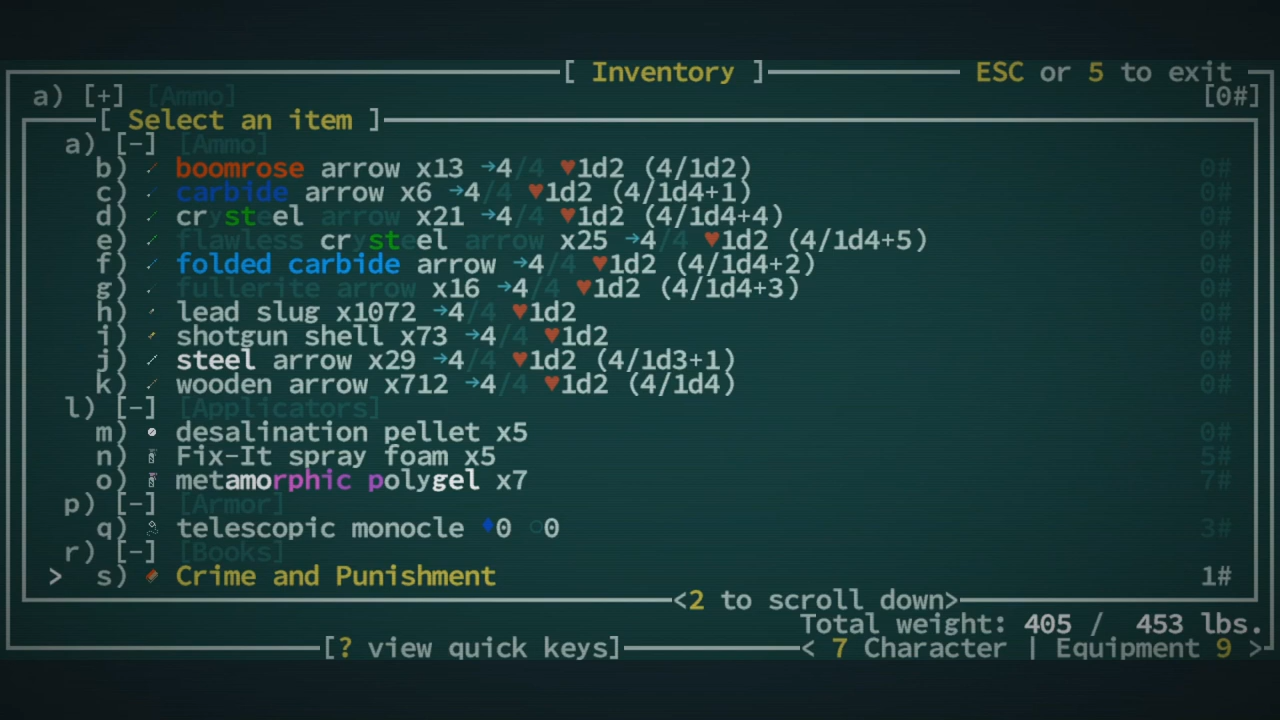 [ Inventory ] ESC or 5 to exit
a) [+] [Ammo] [0#]
[ Select an item ]
a) [-] [Ammo]
b) boomrose arrow x13 →4/4 ♥1d2 (4/1d2) 0#
c) carbide arrow x6 →4/4 ♥1d2 (4/1d4+1) 0#
d) crysteel arrow x21 →4/4 ♥1d2 (4/1d4+4) 0#
e) flawless crysteel arrow x25 →4/4 ♥1d2 (4/1d4+5) 0#
f) folded carbide arrow →4/4 ♥1d2 (4/1d4+2) 0#
g) fullerite arrow x16 →4/4 ♥1d2 (4/1d4+3) 0#
h) lead slug x1072 →4/4 ♥1d2 0#
i) shotgun shell x73 →4/4 ♥1d2 0#
j) steel arrow x29 →4/4 ♥1d2 (4/1d3+1) 0#
k) wooden arrow x712 →4/4 ♥1d2 (4/1d4) 0#
l) [-] [Applicators]
m) desalination pellet x5 0#
n) Fix-It spray foam x5 5#
o) metamorphic polygel x7 7#
p) [-] [Armor]
q) telescopic monocle ♦0 ○0 3#
r) [-] [Books]
> s) Crime and Punishment 1#
<2 to scroll down>
Total weight: 405 / 453 lbs.
[? view quick keys] < 7 Character | Equipment 9 >